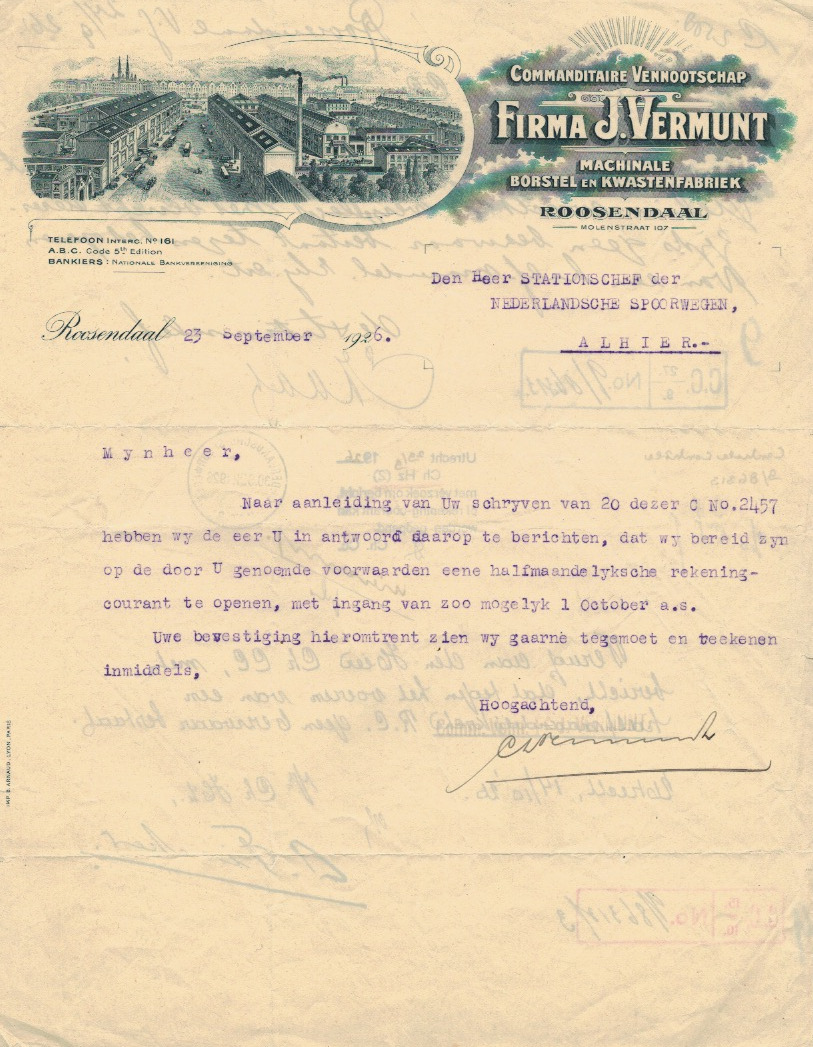 COMMANDITAIRE VENNOOTSCHAP
FIRMA J. VERMUNT
MACHINALE
BORSTEL EN KWASTENFABRIEK
ROOSENDAAL
MOLENSTRAAT 107
TELEFOON INTERC. No 161
A.B.C. Code 5th Edition
BANKIERS: NATIONALE BANKVEREENIGING
Den Heer STATIONSCHEF der
NEDERLANDSCHE SPOORWEGEN,
ALHIER.-
Roosendaal 23 September 1926.
Mynheer,
Naar aanleiding van Uw schryven van 20 dezer C No.2457
hebben wy de eer U in antwoord daarop te berichten, dat wy bereid zyn
op de door U genoemde voorwaarden eene halfmaandelyksche rekening-
courant te openen, met ingang van zoo mogelyk 1 October a.s.
Uwe bevestiging hieromtrent zien wy gaarne tegemoet en teekenen
inmiddels,
Hoogachtend,
IMP. B. ARNAUD, LYON, PARIS